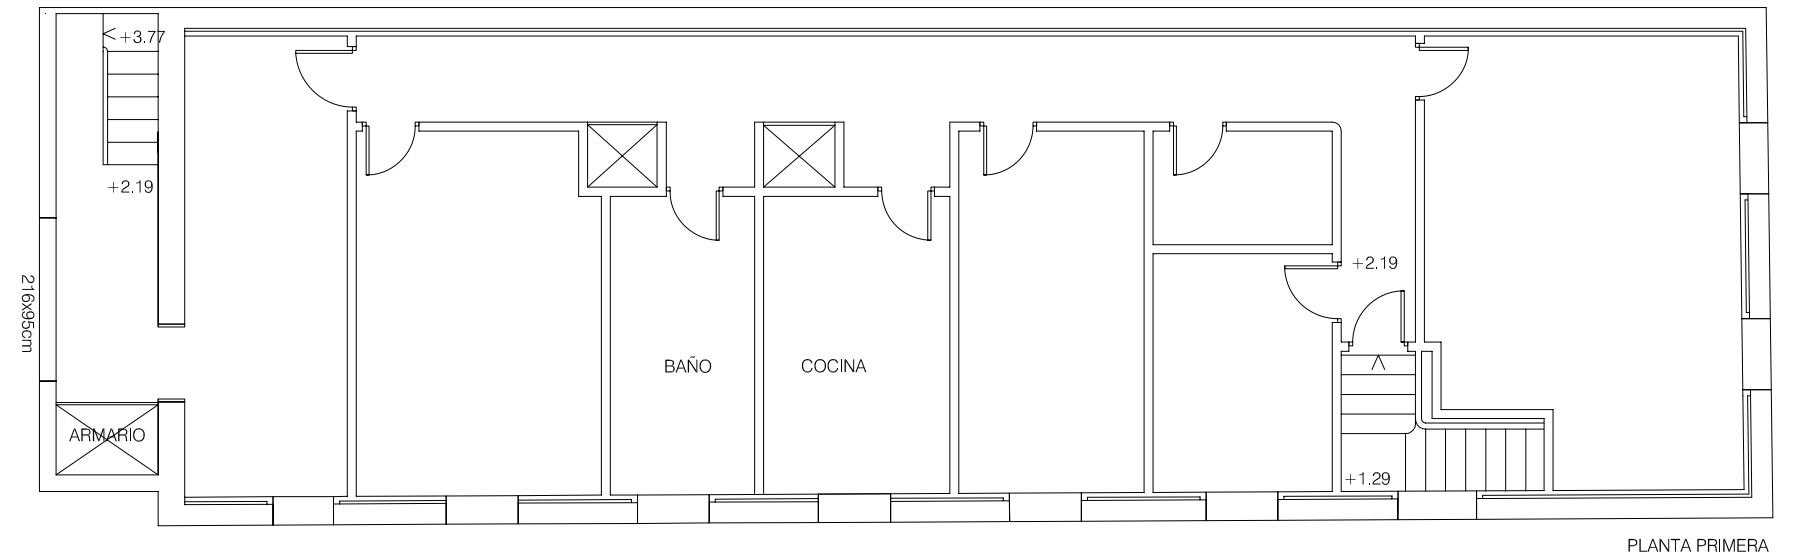 +3.77
+2.19
216x95cm
+2.19
BAÑO
COCINA
ARMARIO
+1.29
PLANTA PRIMERA